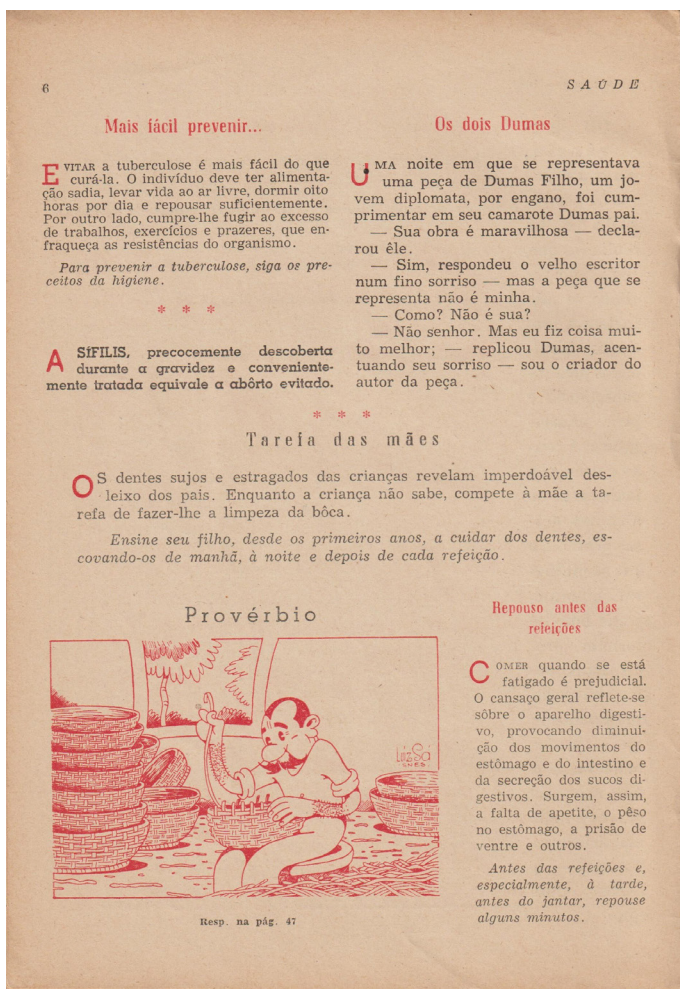 6
SAÚDE
Mais fácil prevenir...
EVITAR a tuberculose é mais fácil do que
curá-la. O indivíduo deve ter alimenta-
ção sadia, levar vida ao ar livre, dormir oito
horas por dia e repousar suficientemente.
Por outro lado, cumpre-lhe fugir ao excesso
de trabalhos, exercícios e prazeres, que en-
fraqueça as resistências do organismo.
Para prevenir a tuberculose, siga os pre-
ceitos da higiene.
* * *
A SÍFILIS, precocemente descoberta
durante a gravidez e conveniente-
mente tratada equivale a abôrto evitado.
Os dois Dumas
UMA noite em que se representava
uma peça de Dumas Filho, um jo-
vem diplomata, por engano, foi cum-
primentar em seu camarote Dumas pai.
— Sua obra é maravilhosa — decla-
rou êle.
— Sim, respondeu o velho escritor
num fino sorriso — mas a peça que se
representa não é minha.
— Como? Não é sua?
— Não senhor. Mas eu fiz coisa mui-
to melhor; — replicou Dumas, acen-
tuando seu sorriso — sou o criador do
autor da peça.
* * *
Tarefa das mães
OS dentes sujos e estragados das crianças revelam imperdoável des-
leixo dos pais. Enquanto a criança não sabe, compete à mãe a ta-
refa de fazer-lhe a limpeza da bôca.
Ensine seu filho, desde os primeiros anos, a cuidar dos dentes, es-
covando-os de manhã, à noite e depois de cada refeição.
Provérbio
Luiz Sá
SNES
Resp. na pág. 47
Repouso antes das
refeições
COMER quando se está
fatigado é prejudicial.
O cansaço geral reflete-se
sôbre o aparelho digesti-
vo, provocando diminui-
ção dos movimentos do
estômago e do intestino e
da secreção dos sucos di-
gestivos. Surgem, assim,
a falta de apetite, o pêso
no estômago, a prisão de
ventre e outros.
Antes das refeições e,
especialmente, à tarde,
antes do jantar, repouse
alguns minutos.